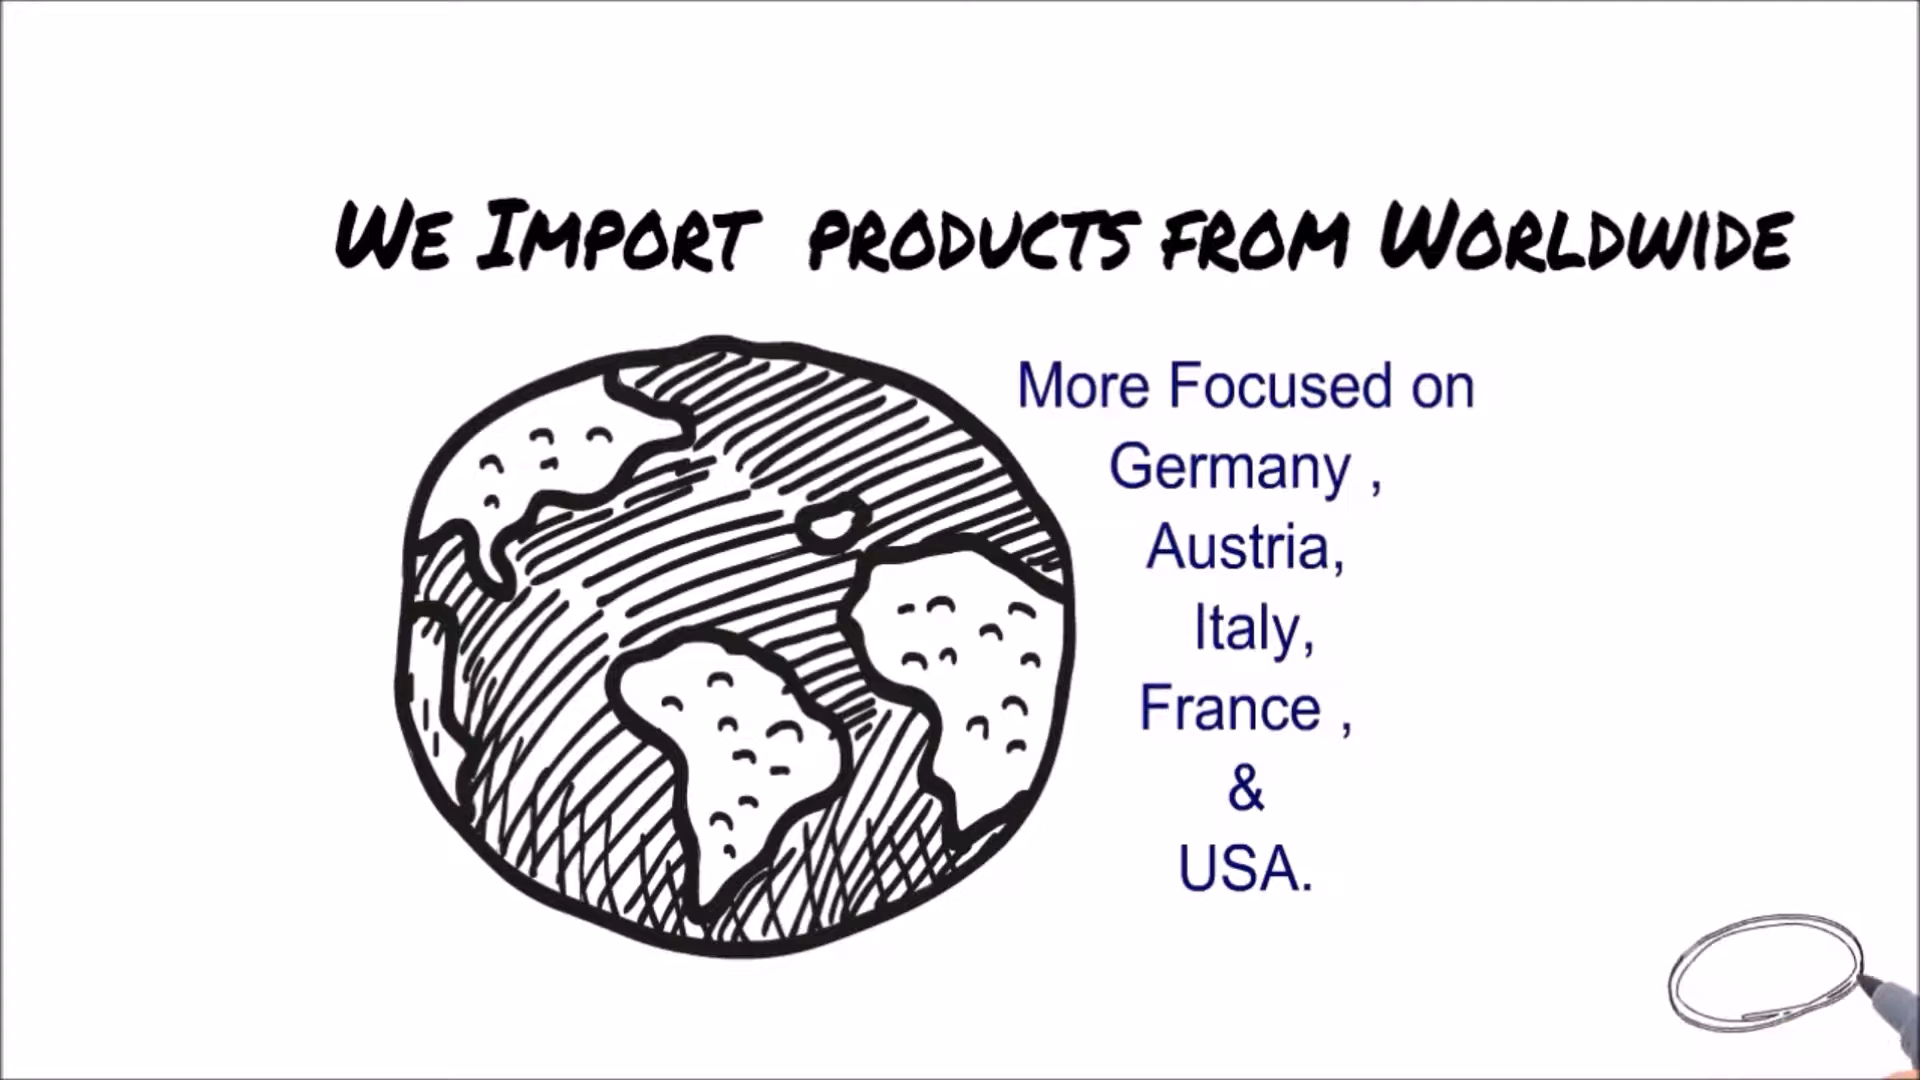 We Import products from Worldwide
More Focused on
Germany ,
Austria,
Italy,
France ,
&
USA.